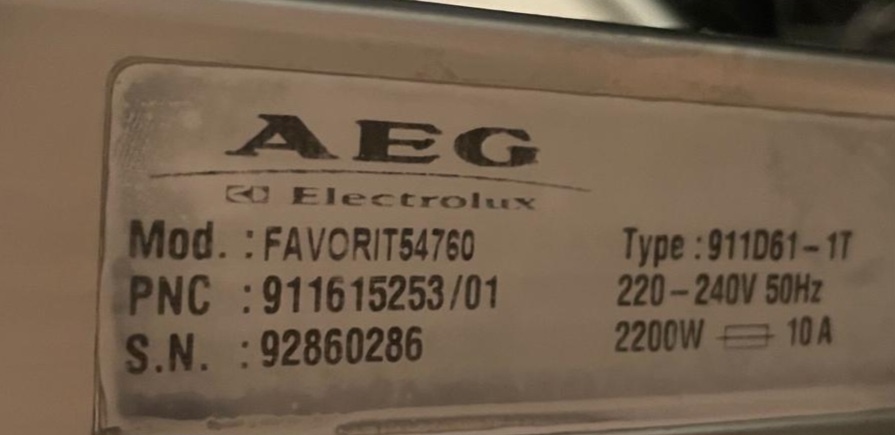 AEG
Electrolux
Mod. : FAVORIT54760
PNC : 911615253/01
S.N. : 92860286
Type : 911D61-1T
220-240V 50Hz
2200W 10A